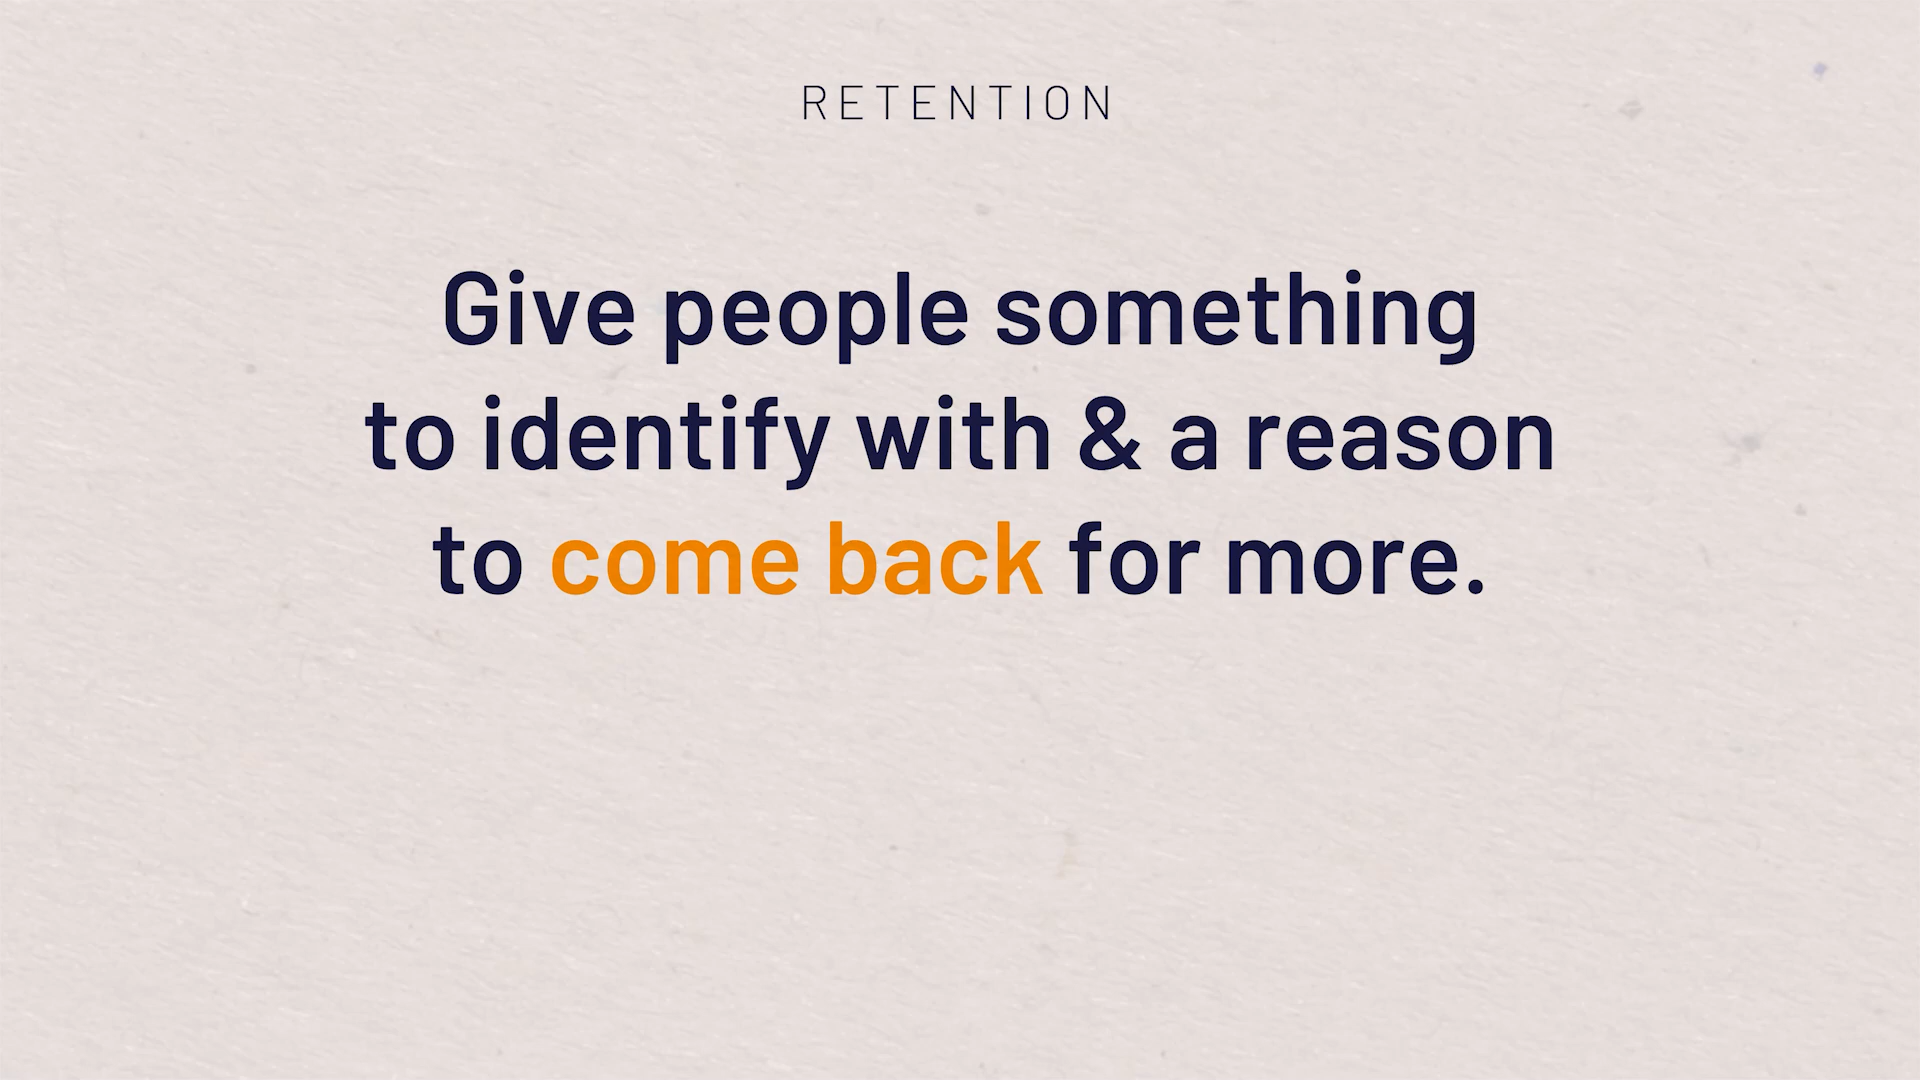 RETENTION
Give people something
to identify with & a reason
to come back for more.